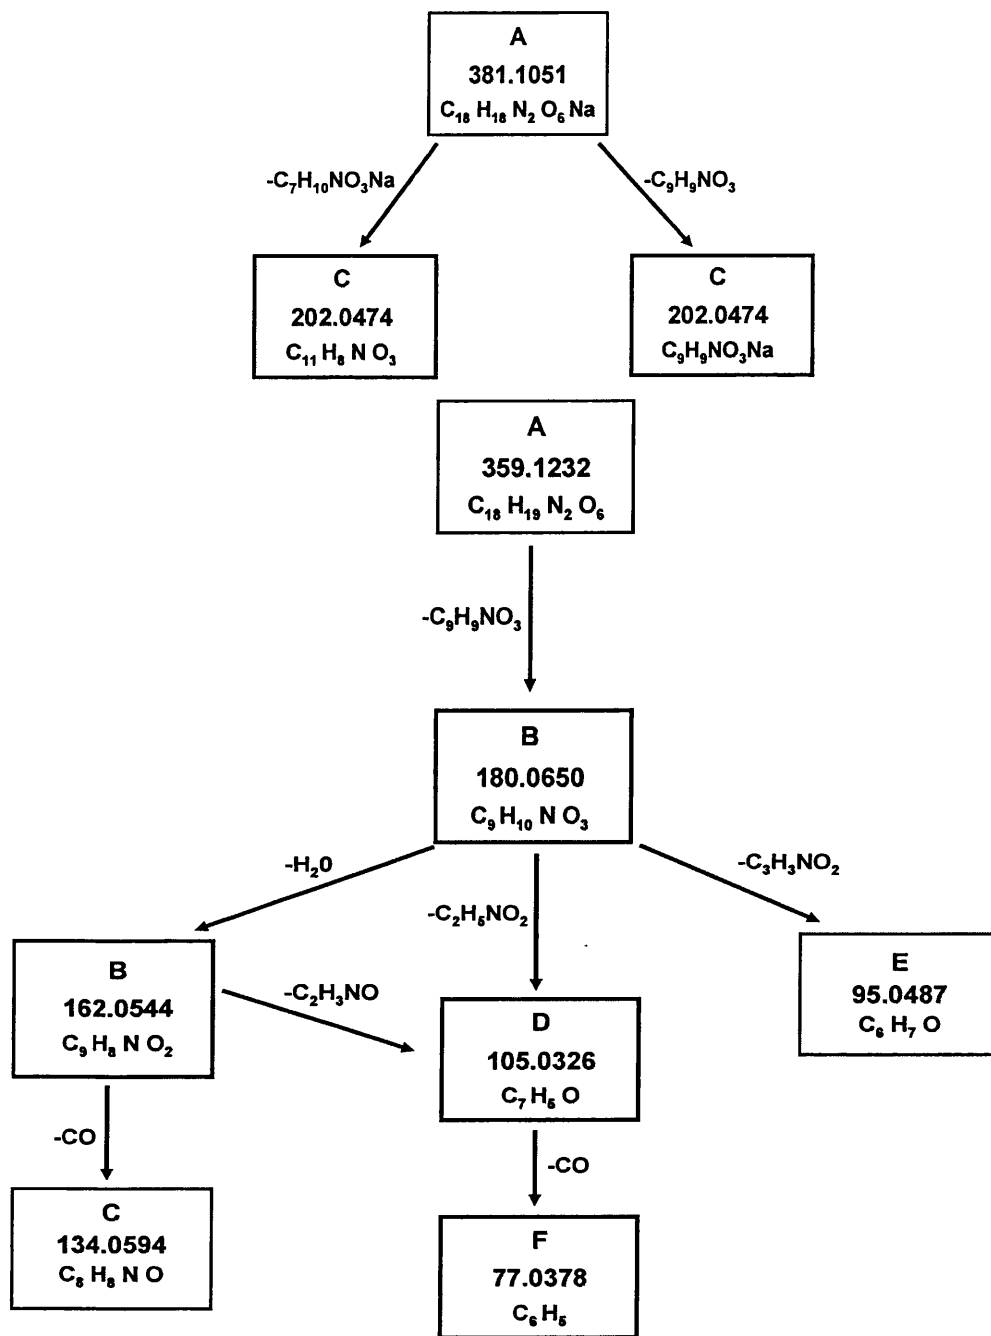 A
381.1051
C₁₈ H₁₈ N₂ O₆ Na
-C₇H₁₀NO₃Na
-C₉H₉NO₃
C
202.0474
C₁₁ H₈ N O₃
C
202.0474
C₉H₉NO₃Na
A
359.1232
C₁₈ H₁₉ N₂ O₆
-C₉H₉NO₃
B
180.0650
C₉ H₁₀ N O₃
-H₂0
-C₂H₅NO₂
-C₃H₃NO₂
B
162.0544
C₉ H₈ N O₂
-C₂H₃NO
D
105.0326
C₇ H₅ O
E
95.0487
C₆ H₇ O
-CO
-CO
C
134.0594
C₈ H₈ N O
F
77.0378
C₆ H₅